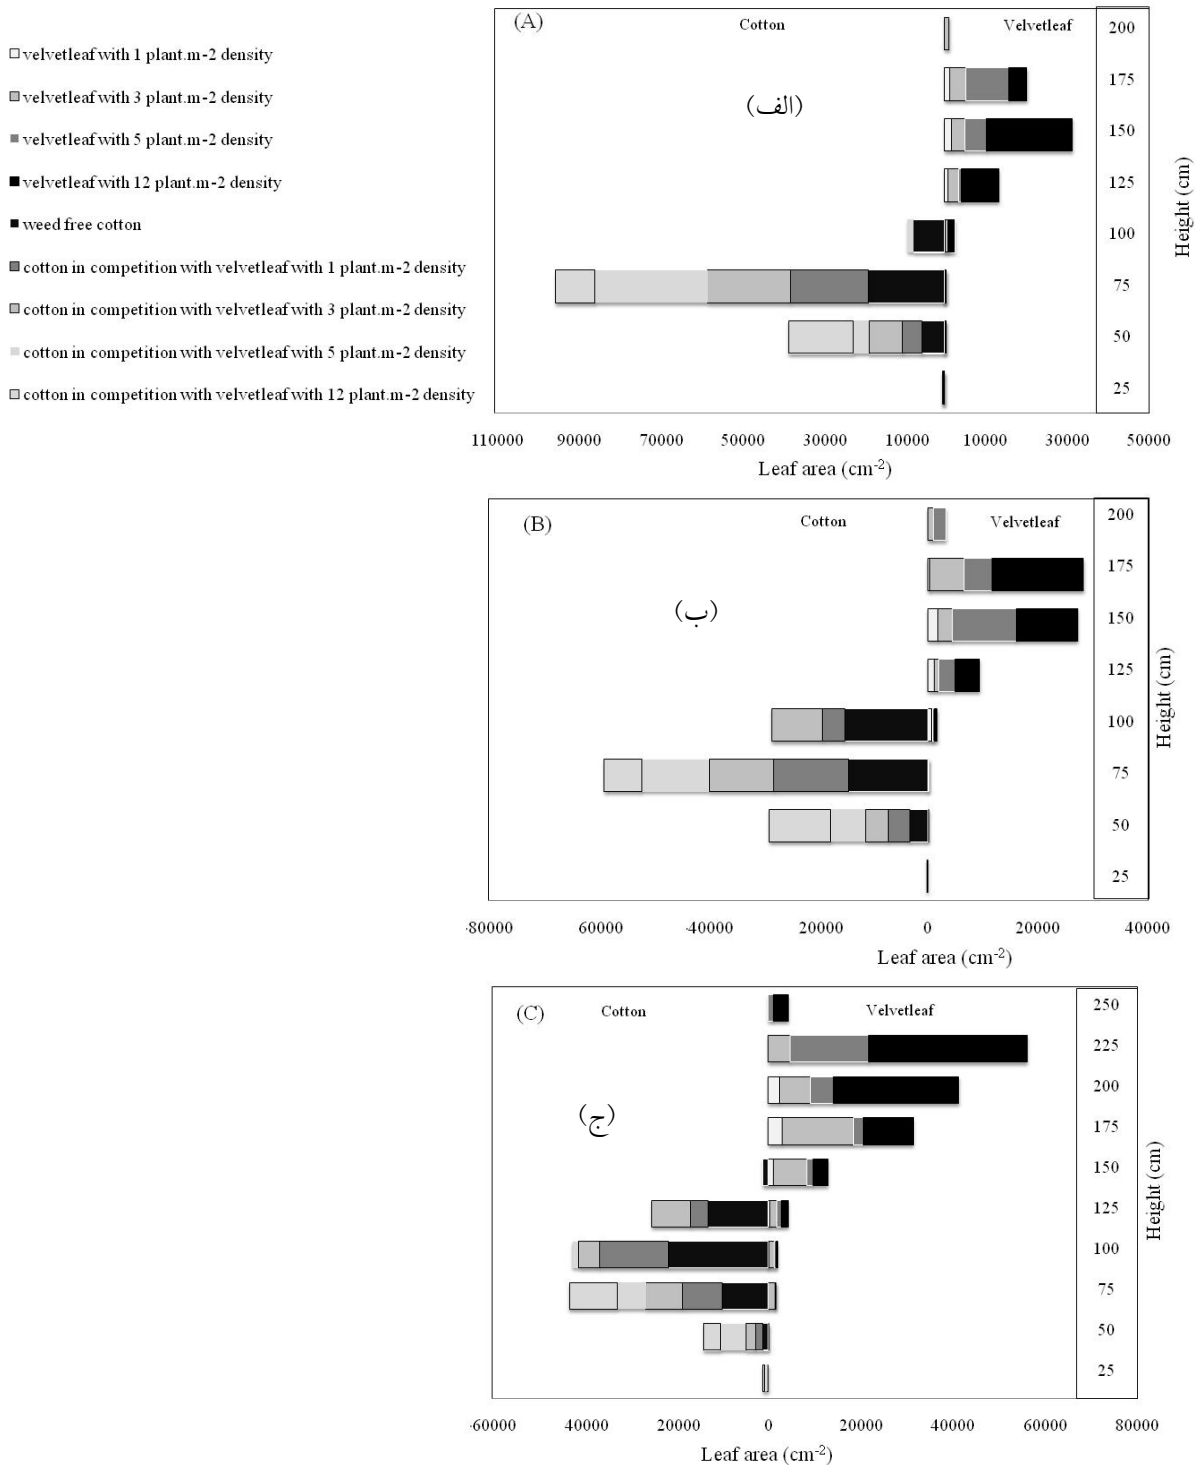 velvetleaf with 1 plant.m-2 density
velvetleaf with 3 plant.m-2 density
velvetleaf with 5 plant.m-2 density
velvetleaf with 12 plant.m-2 density
weed free cotton
cotton in competition with velvetleaf with 1 plant.m-2 density
cotton in competition with velvetleaf with 3 plant.m-2 density
cotton in competition with velvetleaf with 5 plant.m-2 density
cotton in competition with velvetleaf with 12 plant.m-2 density
(A) Cotton Velvetleaf
(الف)
200
175
150
125
100
75
50
25
Height (cm)
110000 90000 70000 50000 30000 10000 10000 30000 50000
Leaf area (cm-2)
(B) Cotton Velvetleaf
(ب)
200
175
150
125
100
75
50
25
Height (cm)
-80000 60000 -40000 20000 0 20000 40000
Leaf area (cm-2)
(C) Cotton Velvetleaf
(ج)
250
225
200
175
150
125
100
75
50
25
Height (cm)
-60000 40000 20000 0 20000 40000 60000 80000
Leaf area (cm-2)